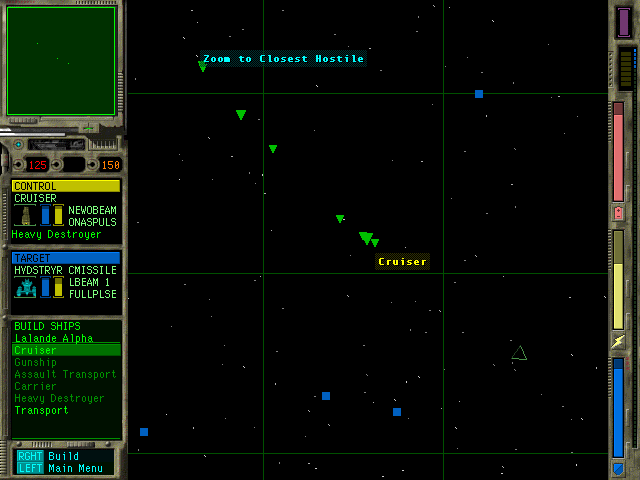 Zoom to Closest Hostile
125 150
CONTROL
CRUISER
NEWOBEAM
ONASPULS
Heavy Destroyer
Cruiser
TARGET
HYDSTRYR CMISSILE
LBEAM 1
FULLPLSE
BUILD SHIPS
Lalande Alpha
Cruiser
Gunship
Assault Transport
Carrier
Heavy Destroyer
Transport
RGHT Build
LEFT Main Menu